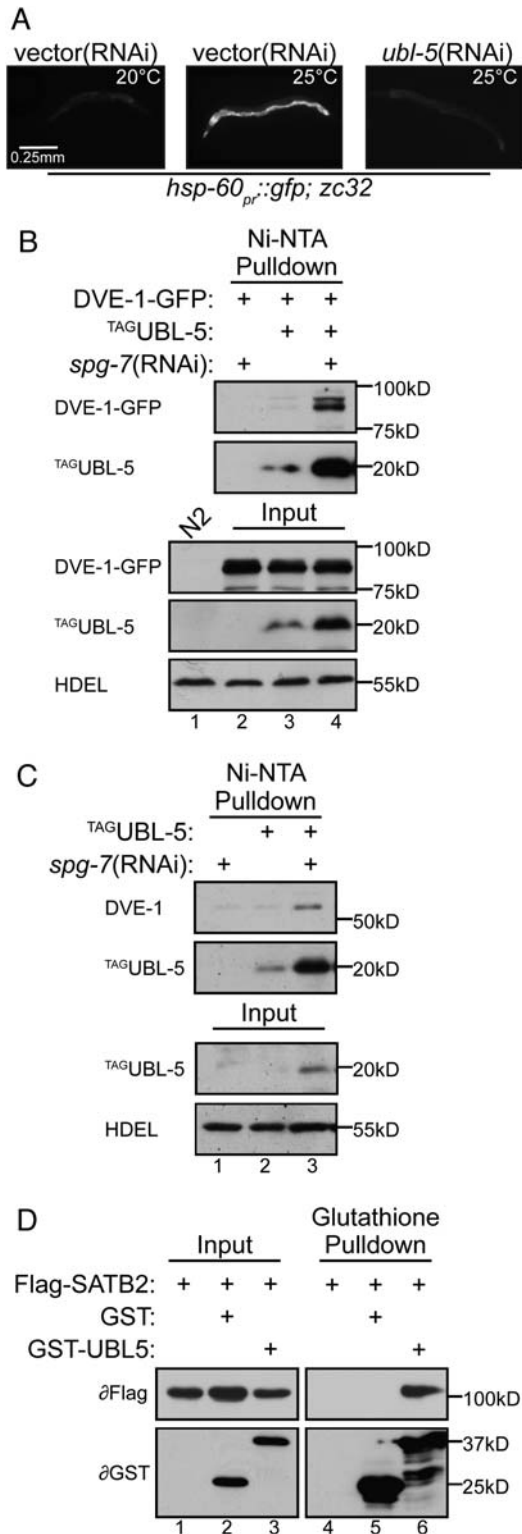 A
vector(RNAi) vector(RNAi) ubl-5(RNAi)
20°C 25°C 25°C
0.25mm
hsp-60pr::gfp; zc32
B
Ni-NTA
Pulldown
DVE-1-GFP: + + +
TAGUBL-5: + +
spg-7(RNAi): + +
DVE-1-GFP 100kD
75kD
TAGUBL-5 20kD
N2 Input
DVE-1-GFP 100kD
75kD
TAGUBL-5 20kD
HDEL 55kD
1 2 3 4
C
Ni-NTA
Pulldown
TAGUBL-5: + +
spg-7(RNAi): + +
DVE-1 50kD
TAGUBL-5 20kD
Input
TAGUBL-5 20kD
HDEL 55kD
1 2 3
D
Glutathione
Input Pulldown
Flag-SATB2: + + + + + +
GST: + +
GST-UBL5: + +
∂Flag 100kD
∂GST 37kD
25kD
1 2 3 4 5 6